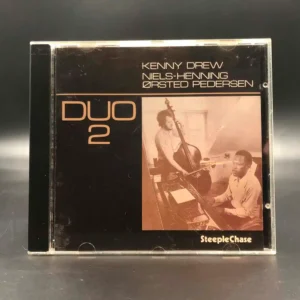 KENNY DREW
NIELS-HENNING
ØRSTED PEDERSEN
DUO
2
SteepleChase